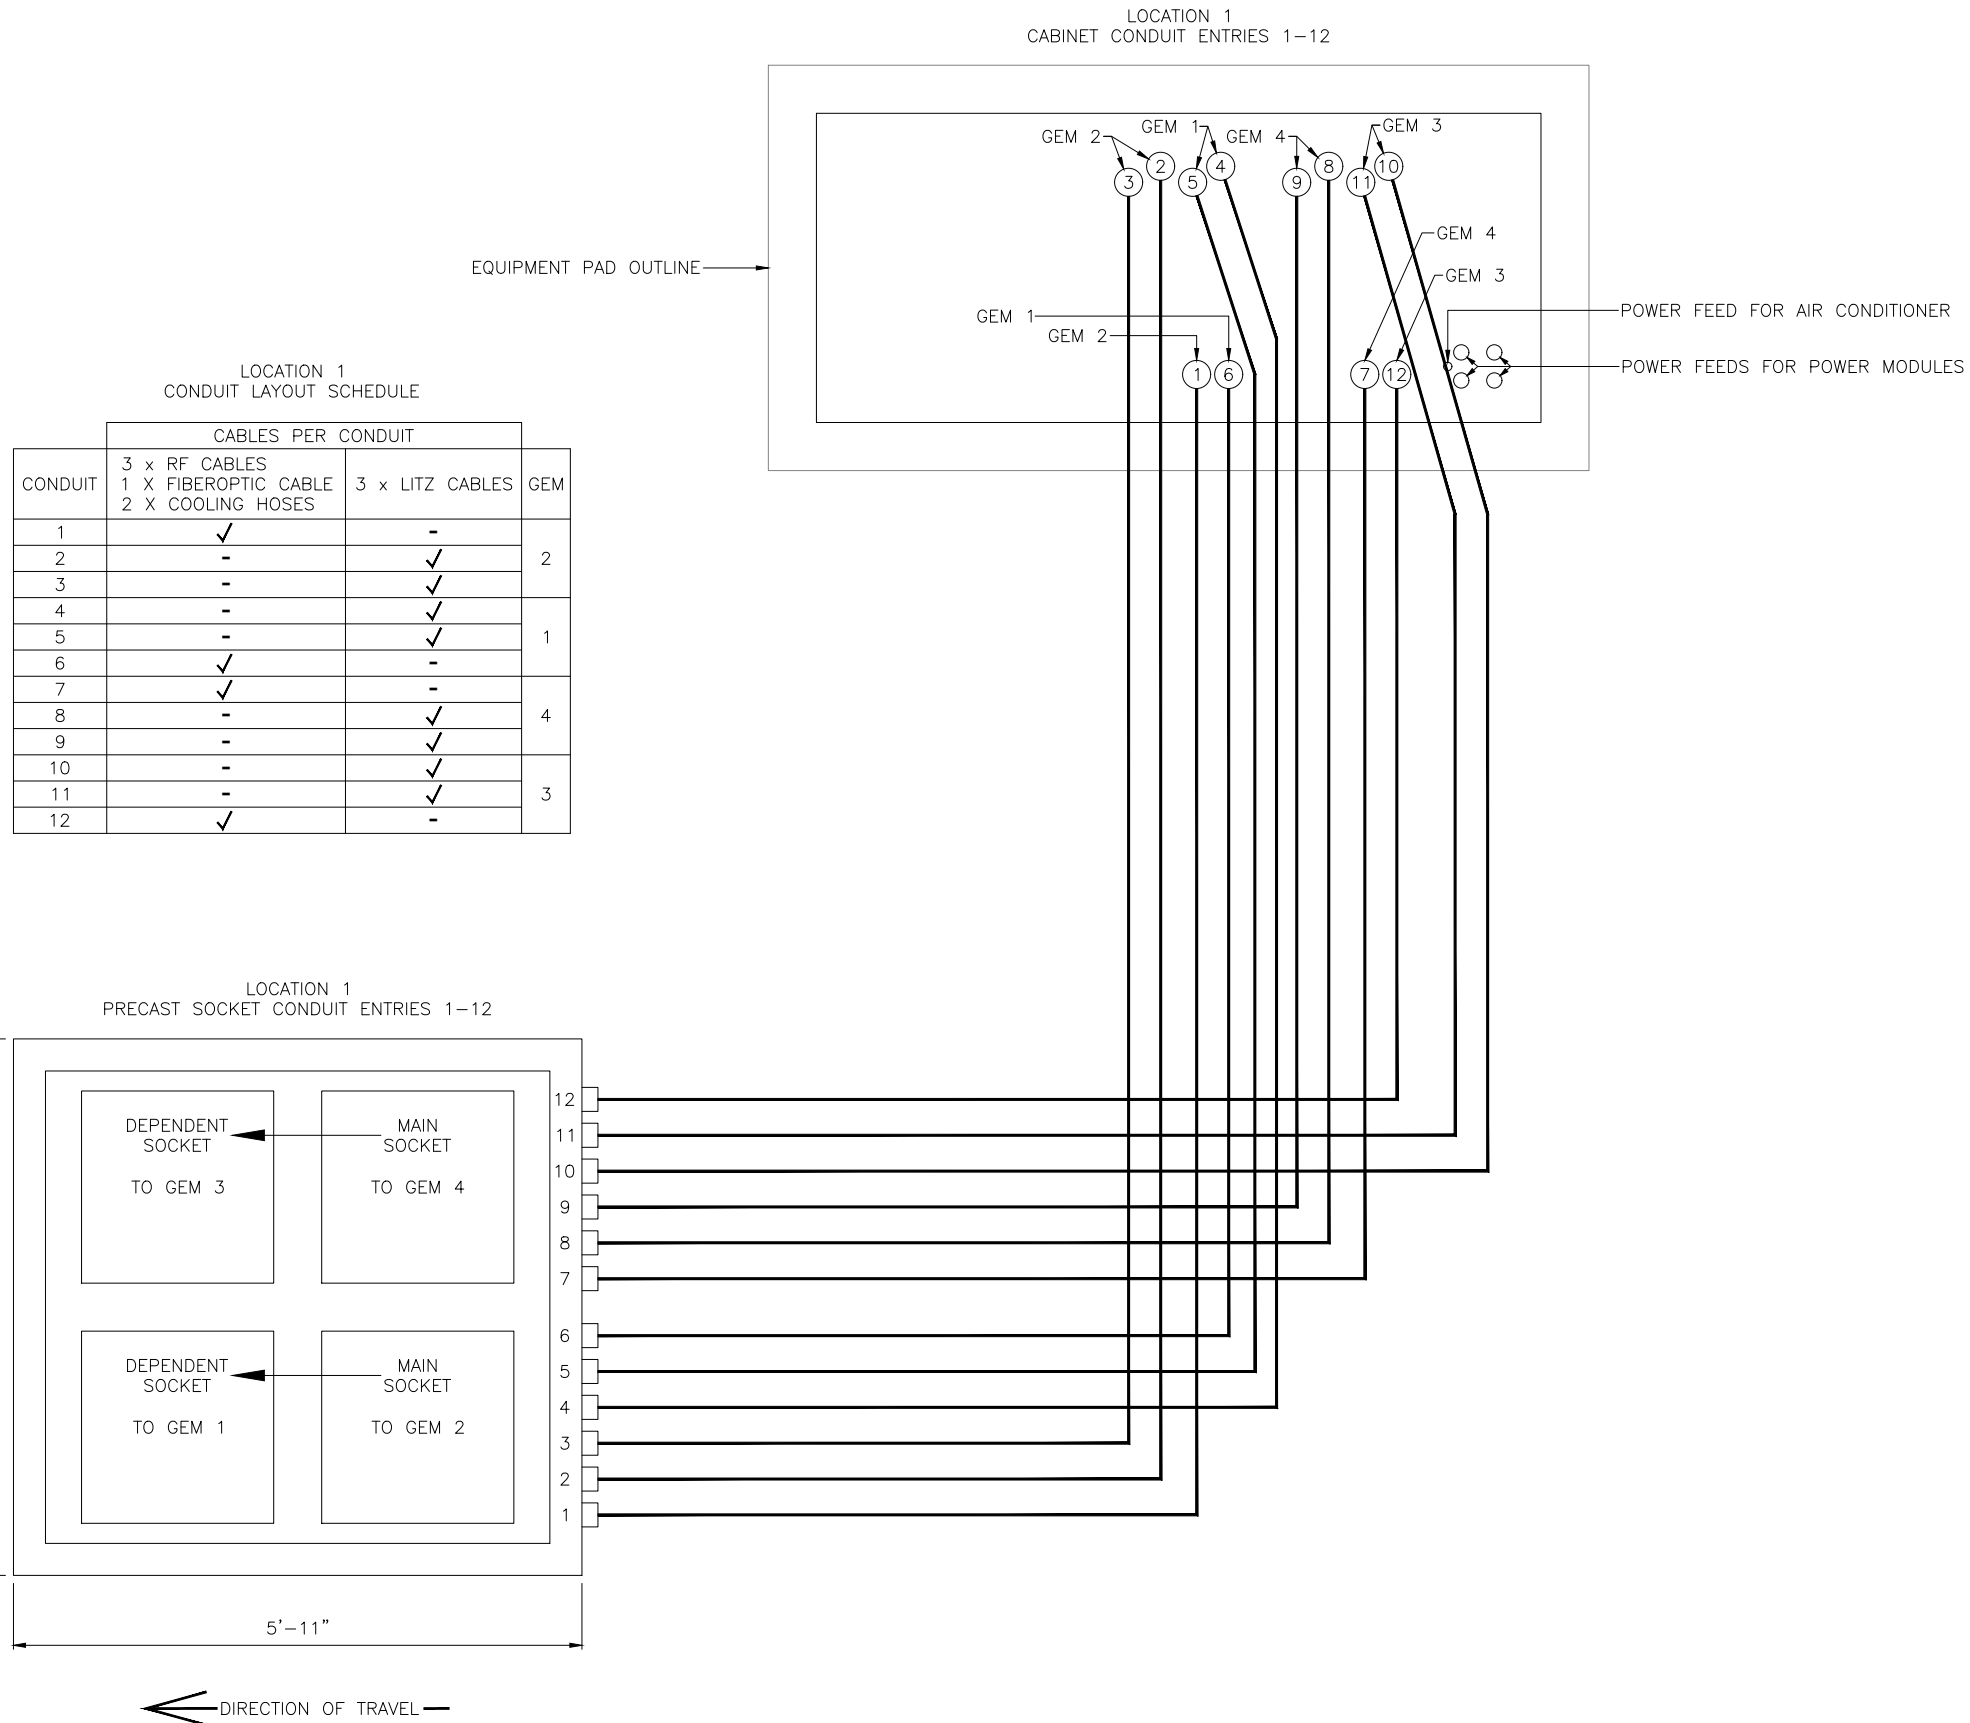 LOCATION 1
CABINET CONDUIT ENTRIES 1-12
GEM 2
GEM 1
GEM 4
GEM 3
3
2
5
4
9
8
11
10
GEM 4
GEM 3
EQUIPMENT PAD OUTLINE
GEM 1
GEM 2
1
6
7
12
POWER FEED FOR AIR CONDITIONER
POWER FEEDS FOR POWER MODULES
LOCATION 1
CONDUIT LAYOUT SCHEDULE
CABLES PER CONDUIT
CONDUIT
3 x RF CABLES
1 X FIBEROPTIC CABLE
2 X COOLING HOSES
3 x LITZ CABLES
GEM
1 ✓ -
2 - ✓ 2
3 - ✓
4 - ✓
5 - ✓ 1
6 ✓ -
7 ✓ -
8 - ✓ 4
9 - ✓
10 - ✓
11 - ✓ 3
12 ✓ -
LOCATION 1
PRECAST SOCKET CONDUIT ENTRIES 1-12
DEPENDENT
SOCKET
TO GEM 3
MAIN
SOCKET
TO GEM 4
DEPENDENT
SOCKET
TO GEM 1
MAIN
SOCKET
TO GEM 2
12
11
10
9
8
7
6
5
4
3
2
1
5'-11"
DIRECTION OF TRAVEL